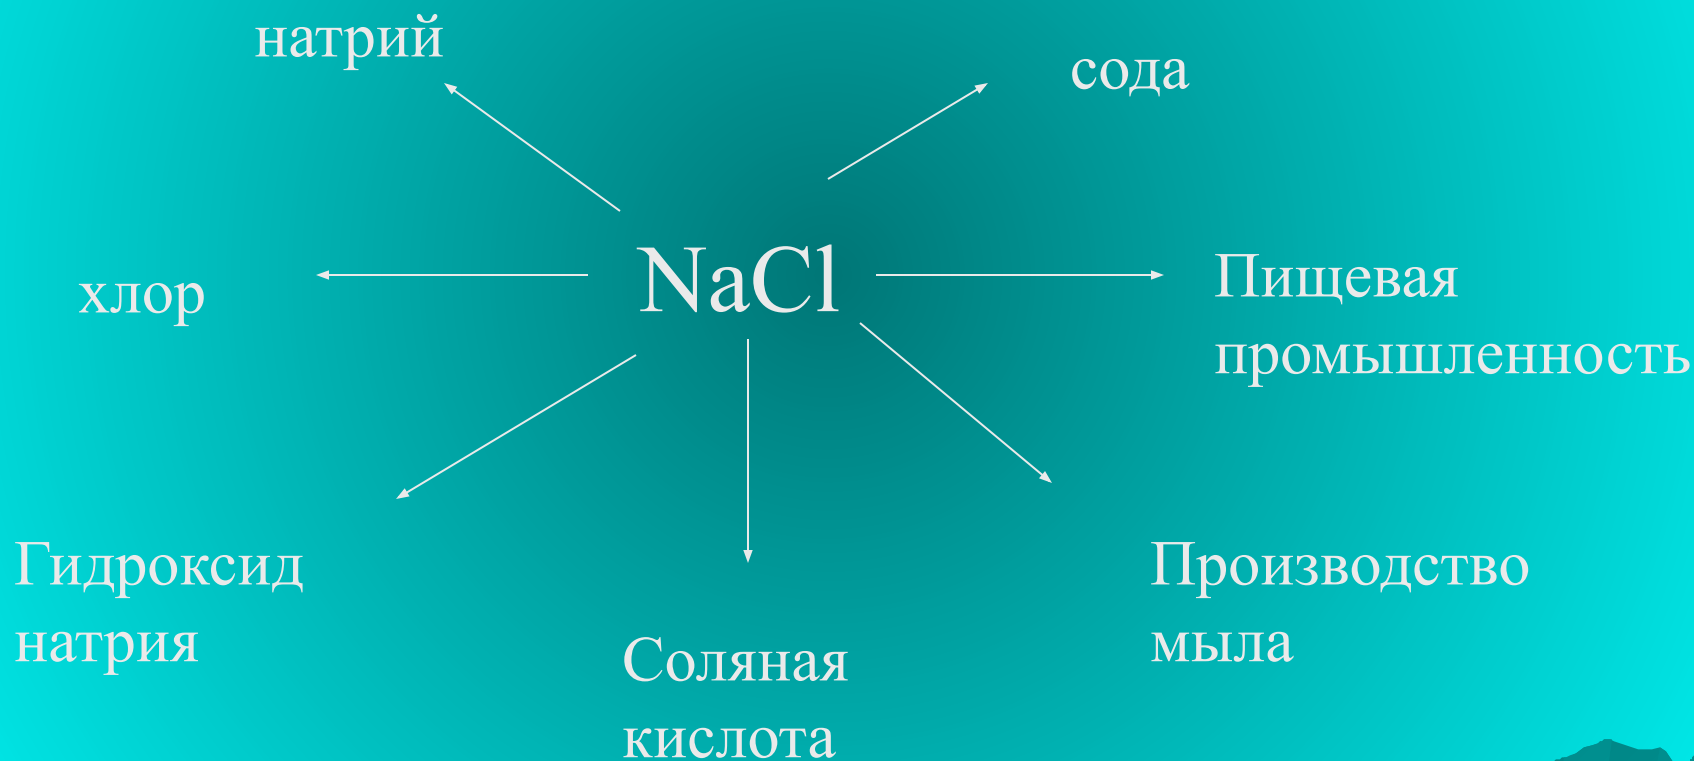 натрий
сода
NaCl
хлор
Пищевая
промышленность
Гидроксид
натрия
Производство
мыла
Соляная
кислота